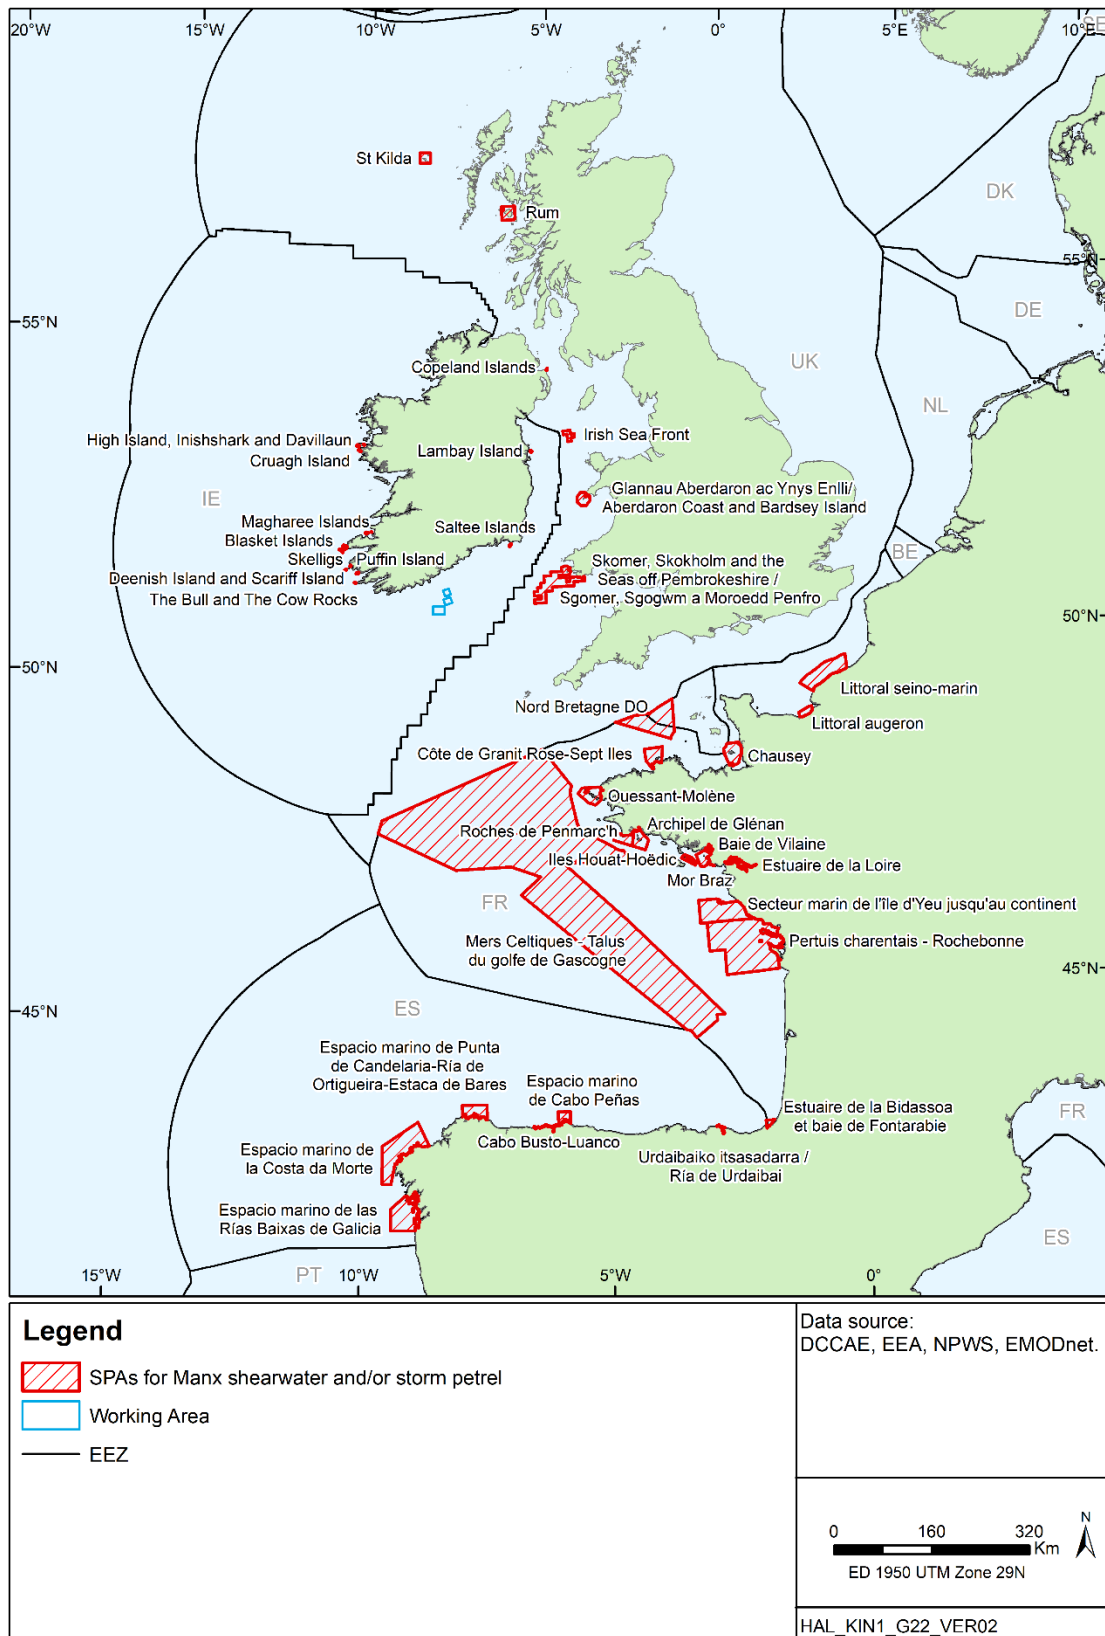 20°W
15°W
10°W
5°W
0°
5°E
10°E
SE
St Kilda
Rum
DK
55°N
DE
55°N
UK
Copeland Islands
NL
High Island, Inishshark and Davillaun
Cruagh Island
Lambay Island
Irish Sea Front
IE
Glannau Aberdaron ac Ynys Enlli/
Aberdaron Coast and Bardsey Island
Magharee Islands
Blasket Islands
Skelligs
Puffin Island
Deenish Island and Scariff Island
The Bull and The Cow Rocks
Saltee Islands
BE
Skomer, Skokholm and the
Seas off Pembrokeshire /
Sgomer, Sgogwm a Moroedd Penfro
50°N
50°N
Littoral seino-marin
Nord Bretagne DO
Littoral augeron
Côte de Granit Rose-Sept Iles
Chausey
Ouessant-Molène
Roches de Penmarc'h
Archipel de Glénan
Baie de Vilaine
Iles Houat-Hoëdic
Estuaire de la Loire
Mor Braz
FR
Secteur marin de l'île d'Yeu jusqu'au continent
Mers Celtiques - Talus
du golfe de Gascogne
Pertuis charentais - Rochebonne
45°N
45°N
ES
Espacio marino de Punta
de Candelaria-Ría de
Ortigueira-Estaca de Bares
Espacio marino
de Cabo Peñas
Estuaire de la Bidassoa
et baie de Fontarabie
FR
Cabo Busto-Luanco
Urdaibaiko itsasadarra /
Ría de Urdaibai
Espacio marino de
la Costa da Morte
Espacio marino de las
Rías Baixas de Galicia
ES
PT
15°W
10°W
5°W
0°
Legend
SPAs for Manx shearwater and/or storm petrel
Working Area
EEZ
Data source:
DCCAE, EEA, NPWS, EMODnet.
0
160
320
Km
N
ED 1950 UTM Zone 29N
HAL_KIN1_G22_VER02